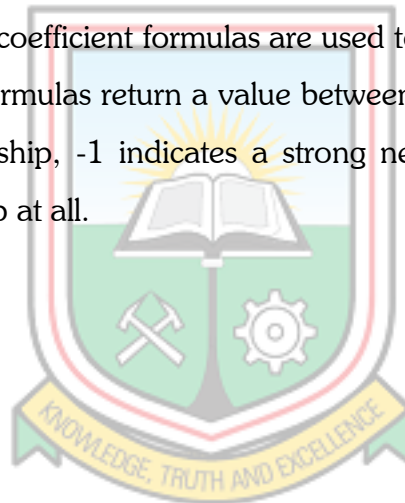 coefficient formulas are used to
ormulas return a value between
ship, -1 indicates a strong ne
o at all.
KNOWLEDGE, TRUTH AND EXCELLENCE